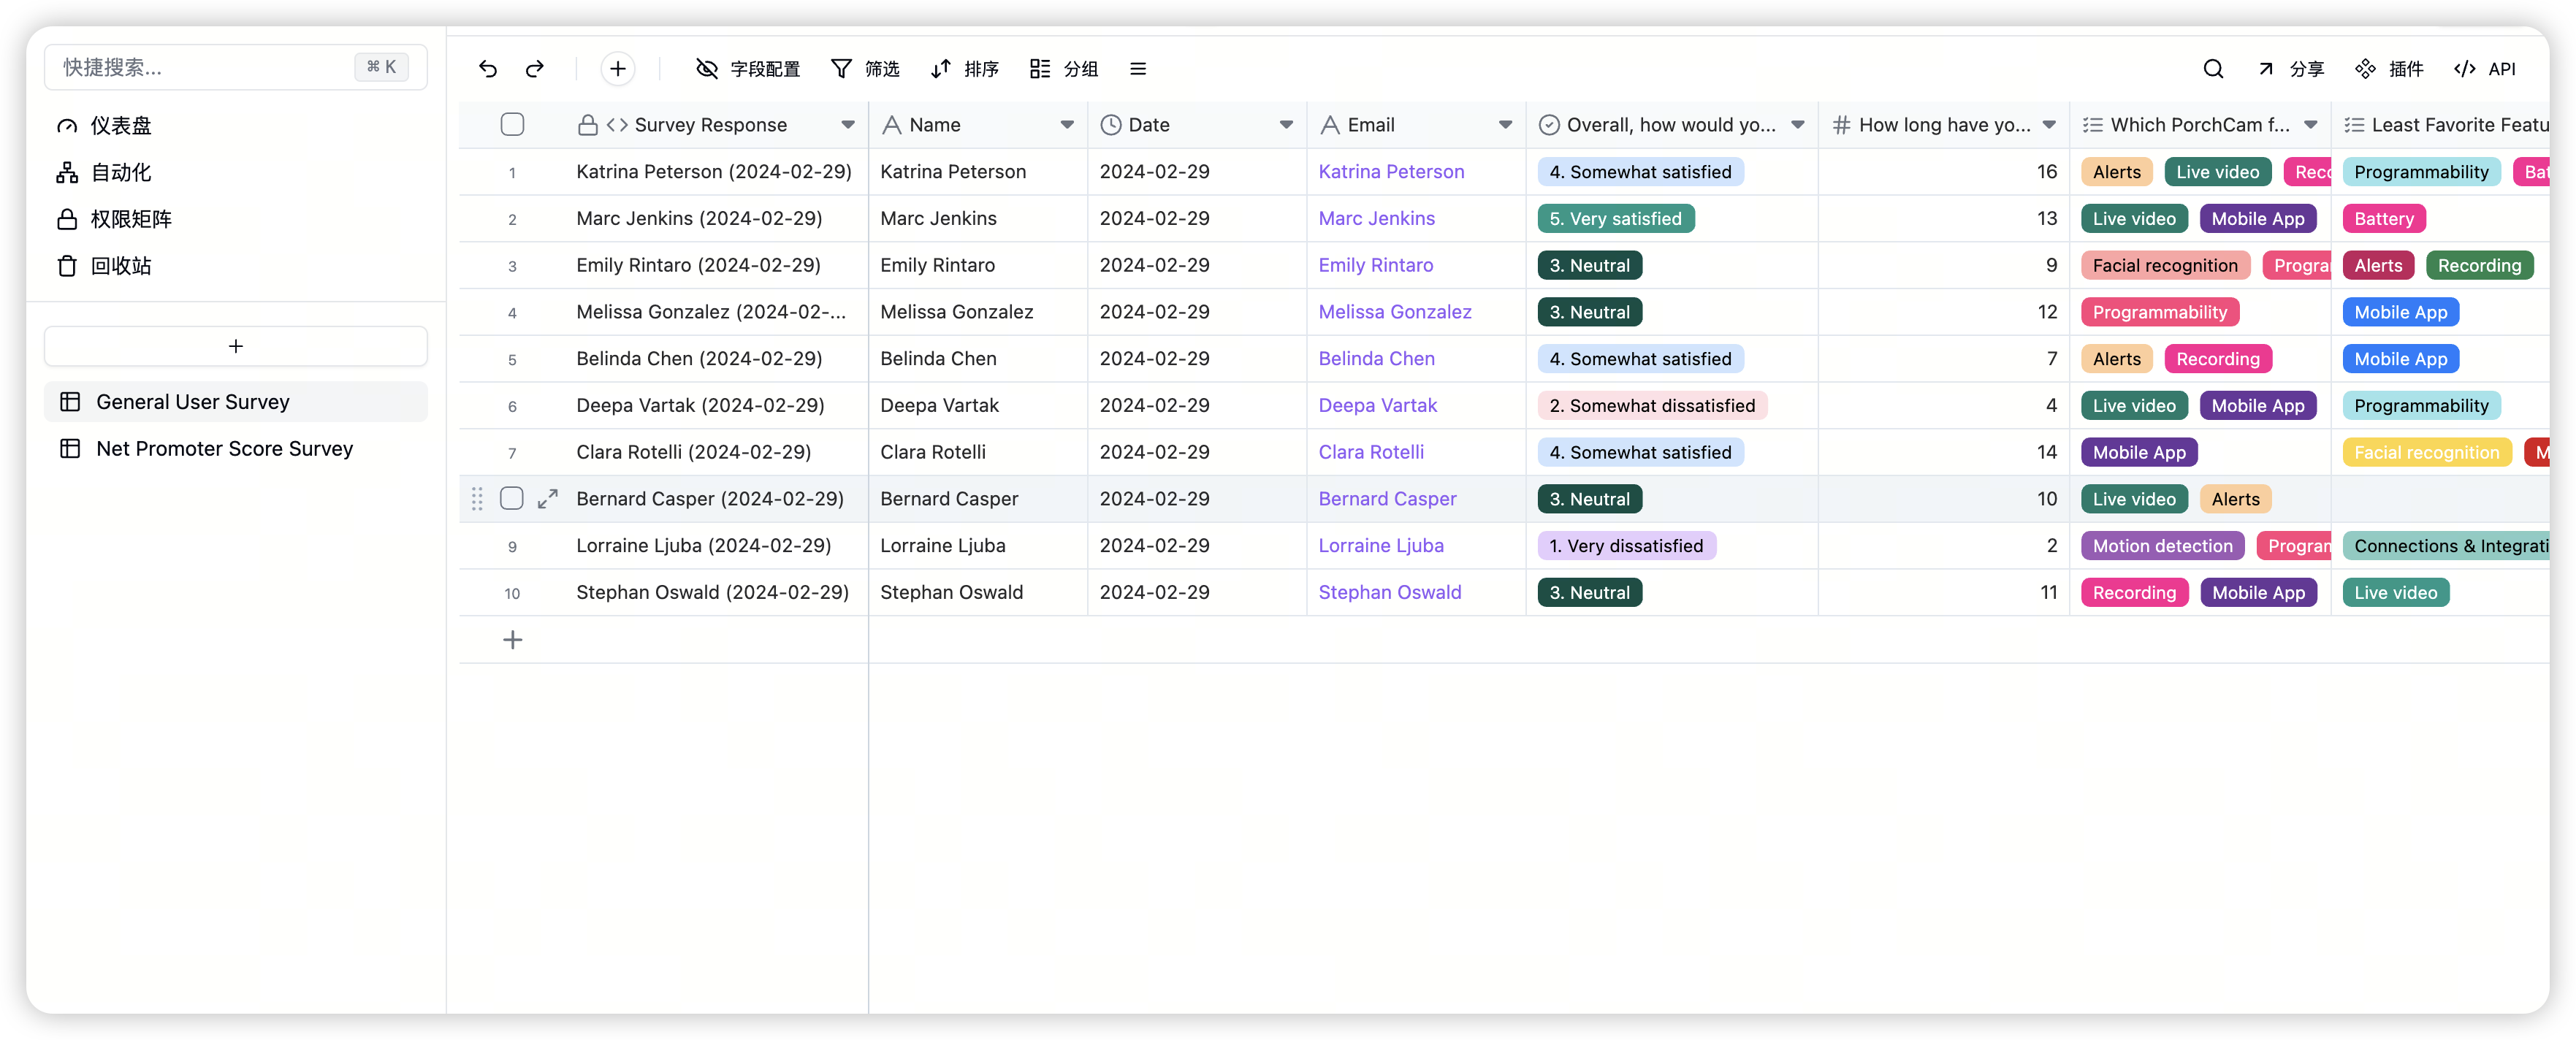 快捷搜索... ⌘ K
仪表盘
自动化
权限矩阵
回收站
+
General User Survey
Net Promoter Score Survey
字段配置 筛选 排序 分组 分享 插件 API
Survey Response Name Date Email Overall, how would yo... # How long have yo... Which PorchCam f... Least Favorite Featu
1 Katrina Peterson (2024-02-29) Katrina Peterson 2024-02-29 Katrina Peterson 4. Somewhat satisfied 16 Alerts Live video Reco Programmability Bat
2 Marc Jenkins (2024-02-29) Marc Jenkins 2024-02-29 Marc Jenkins 5. Very satisfied 13 Live video Mobile App Battery
3 Emily Rintaro (2024-02-29) Emily Rintaro 2024-02-29 Emily Rintaro 3. Neutral 9 Facial recognition Progra Alerts Recording
4 Melissa Gonzalez (2024-02-... Melissa Gonzalez 2024-02-29 Melissa Gonzalez 3. Neutral 12 Programmability Mobile App
5 Belinda Chen (2024-02-29) Belinda Chen 2024-02-29 Belinda Chen 4. Somewhat satisfied 7 Alerts Recording Mobile App
6 Deepa Vartak (2024-02-29) Deepa Vartak 2024-02-29 Deepa Vartak 2. Somewhat dissatisfied 4 Live video Mobile App Programmability
7 Clara Rotelli (2024-02-29) Clara Rotelli 2024-02-29 Clara Rotelli 4. Somewhat satisfied 14 Mobile App Facial recognition M
Bernard Casper (2024-02-29) Bernard Casper 2024-02-29 Bernard Casper 3. Neutral 10 Live video Alerts
9 Lorraine Ljuba (2024-02-29) Lorraine Ljuba 2024-02-29 Lorraine Ljuba 1. Very dissatisfied 2 Motion detection Program Connections & Integrati
10 Stephan Oswald (2024-02-29) Stephan Oswald 2024-02-29 Stephan Oswald 3. Neutral 11 Recording Mobile App Live video